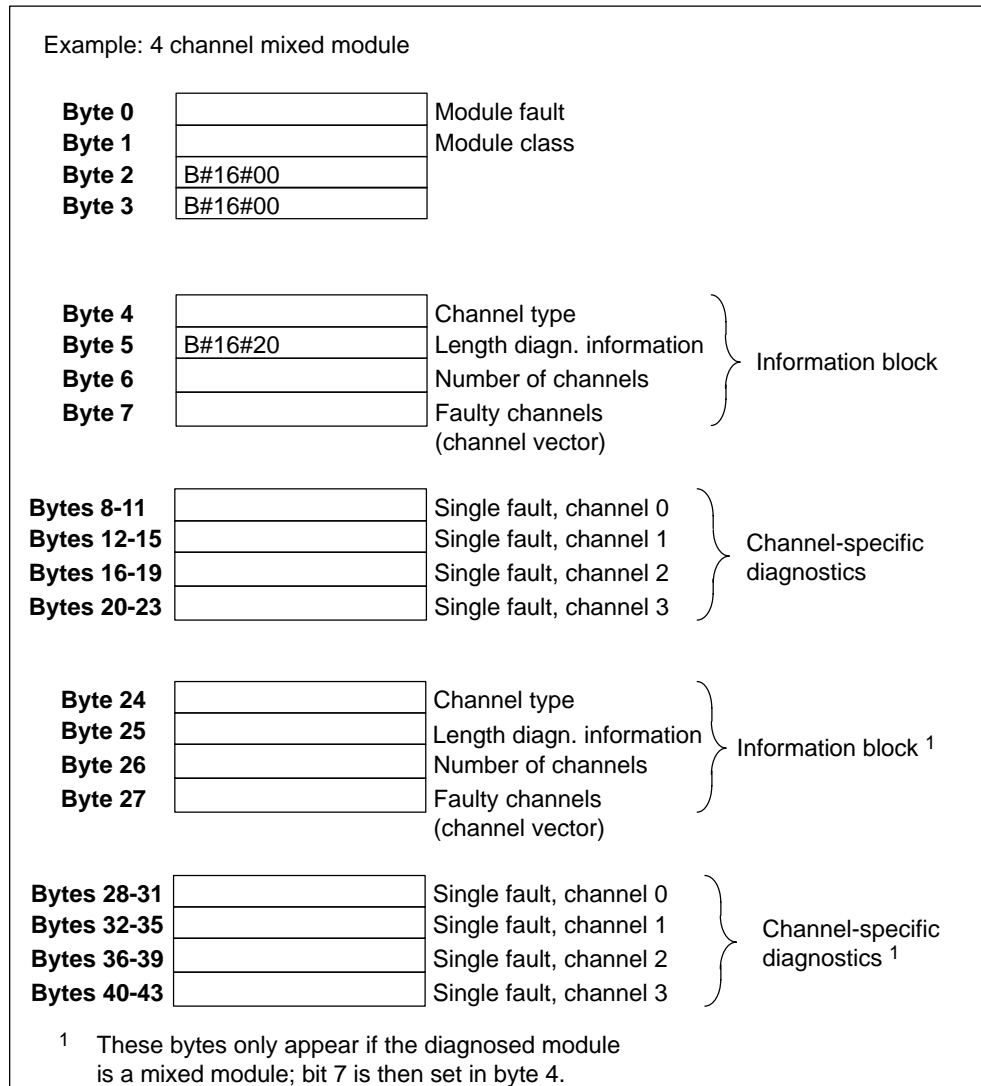 Example: 4 channel mixed module
Byte 0 Module fault
Byte 1 Module class
Byte 2 B#16#00
Byte 3 B#16#00
Byte 4 Channel type
Byte 5 B#16#20 Length diagn. information
Byte 6 Number of channels
Byte 7 Faulty channels
(channel vector)
Information block
Bytes 8-11 Single fault, channel 0
Bytes 12-15 Single fault, channel 1
Bytes 16-19 Single fault, channel 2
Bytes 20-23 Single fault, channel 3
Channel-specific
diagnostics
Byte 24 Channel type
Byte 25 Length diagn. information
Byte 26 Number of channels
Byte 27 Faulty channels
(channel vector)
Information block 1
Bytes 28-31 Single fault, channel 0
Bytes 32-35 Single fault, channel 1
Bytes 36-39 Single fault, channel 2
Bytes 40-43 Single fault, channel 3
Channel-specific
diagnostics 1
1 These bytes only appear if the diagnosed module
is a mixed module; bit 7 is then set in byte 4.